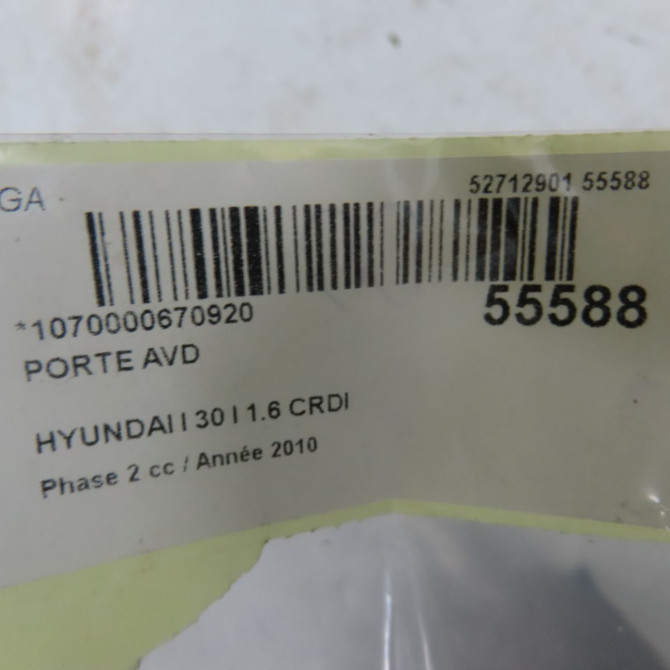 GA
52712901 55588
*1070000670920
55588
PORTE AVD
HYUNDAI I 30 I 1.6 CRDI
Phase 2 cc / Année 2010